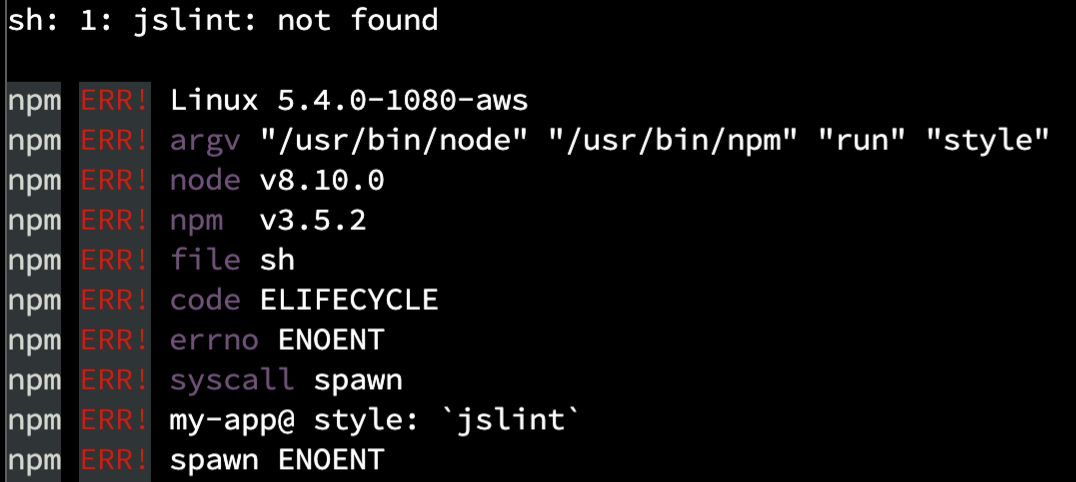 sh: 1: jslint: not found
npm ERR! Linux 5.4.0-1080-aws
npm ERR! argv "/usr/bin/node" "/usr/bin/npm" "run" "style"
npm ERR! node v8.10.0
npm ERR! npm  v3.5.2
npm ERR! file sh
npm ERR! code ELIFECYCLE
npm ERR! errno ENOENT
npm ERR! syscall spawn
npm ERR! my-app@ style: `jslint`
npm ERR! spawn ENOENT